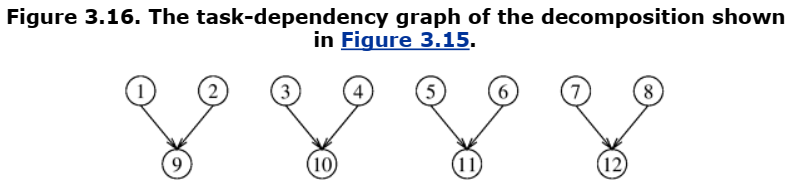 Figure 3.16. The task-dependency graph of the decomposition shown
in Figure 3.15.
1 2 3 4 5 6 7 8
9 10 11 12